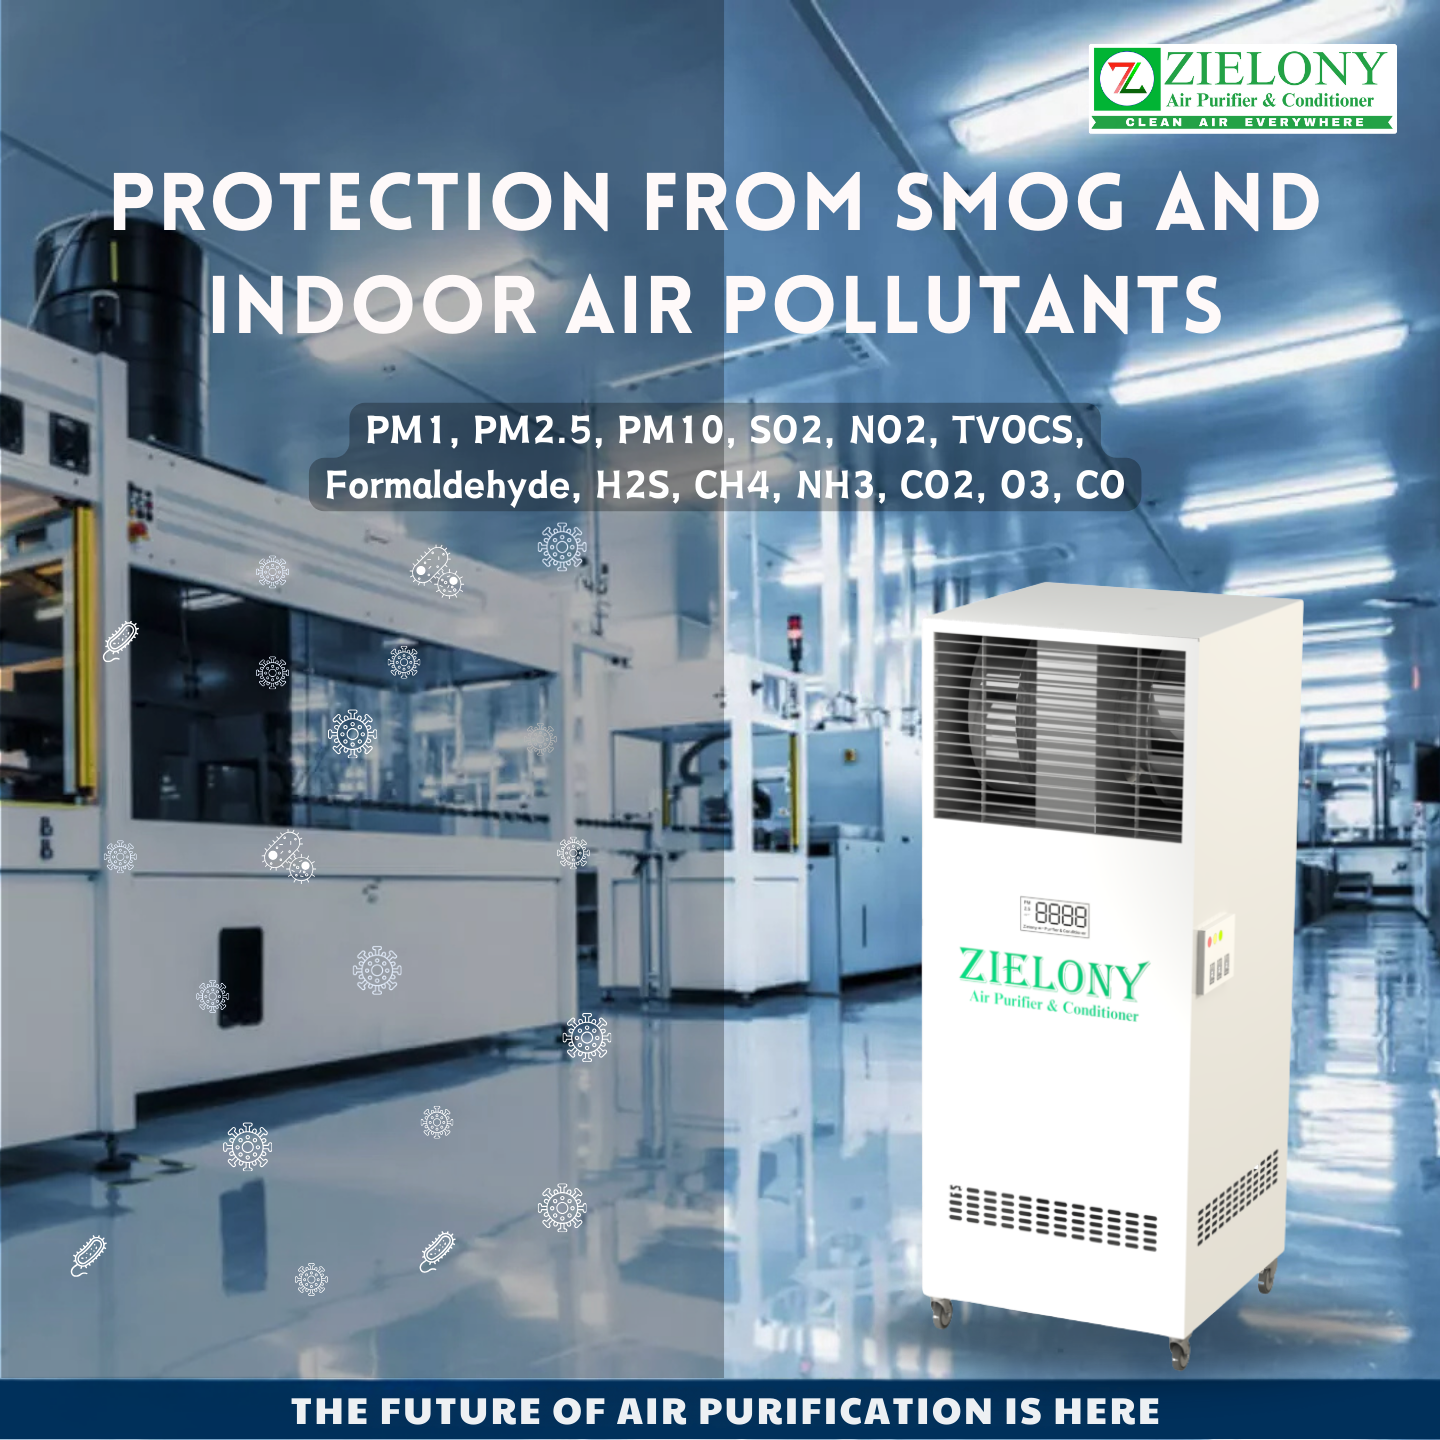 ZIELONY
Air Purifier & Conditioner
CLEAN AIR EVERYWHERE
PROTECTION FROM SMOG AND
INDOOR AIR POLLUTANTS
PM1, PM2.5, PM10, SO2, NO2, TVOCS,
Formaldehyde, H2S, CH4, NH3, CO2, O3, CO
8888
ZIELONY
Air Purifier & Conditioner
THE FUTURE OF AIR PURIFICATION IS HERE